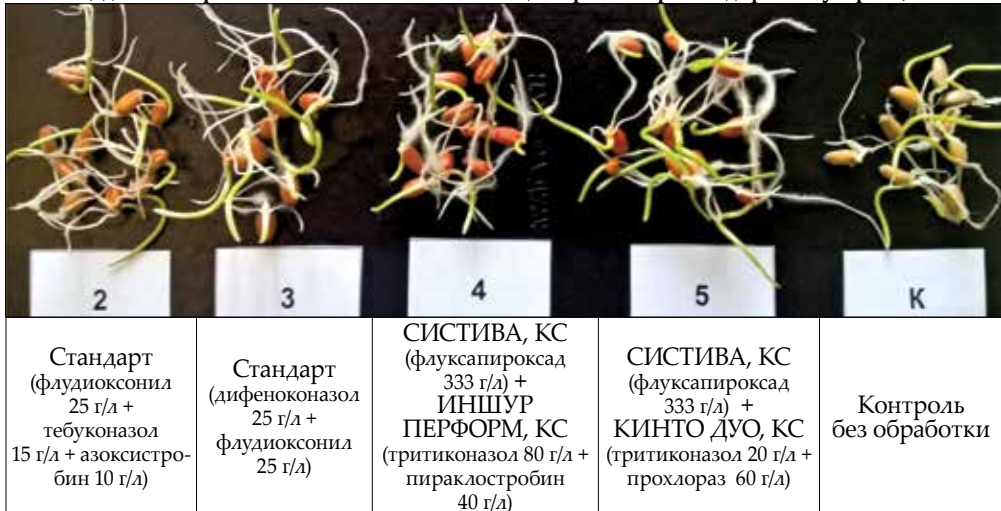 2
3
4
5
К
Стандарт
(флудиоксонил
25 г/л +
тебуконазол
15 г/л + азоксистро-
бин 10 г/л)
Стандарт
(дифеноконазол
25 г/л +
флудиоксонил
25 г/л)
СИСТИВА, КС
(флуксапироксад
333 г/л) +
ИНШУР
ПЕРФОРМ, КС
(тритиконазол 80 г/л +
пираклостробин
40 г/л)
СИСТИВА, КС
(флуксапироксад
333 г/л) +
КИНТО ДУО, КС
(тритиконазол 20 г/л +
прохлораз 60 г/л)
Контроль
без обработки